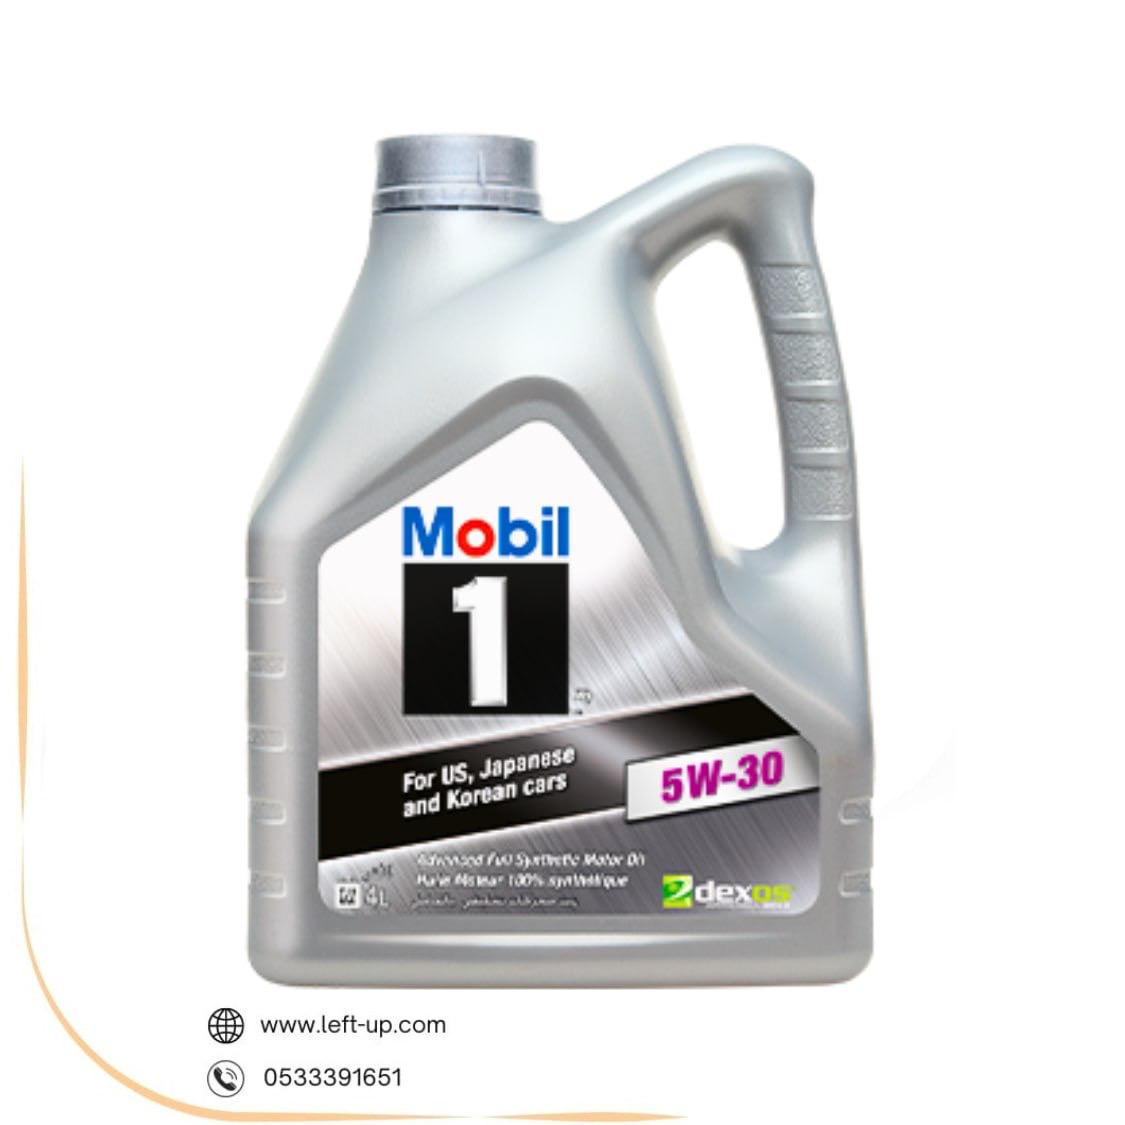 Mobil
1
For US, Japanese
and Korean cars
5W-30
Advanced Full Synthetic Motor Oil
Huile Moteur 100% synthétique
4L
dexos
www.left-up.com
0533391651